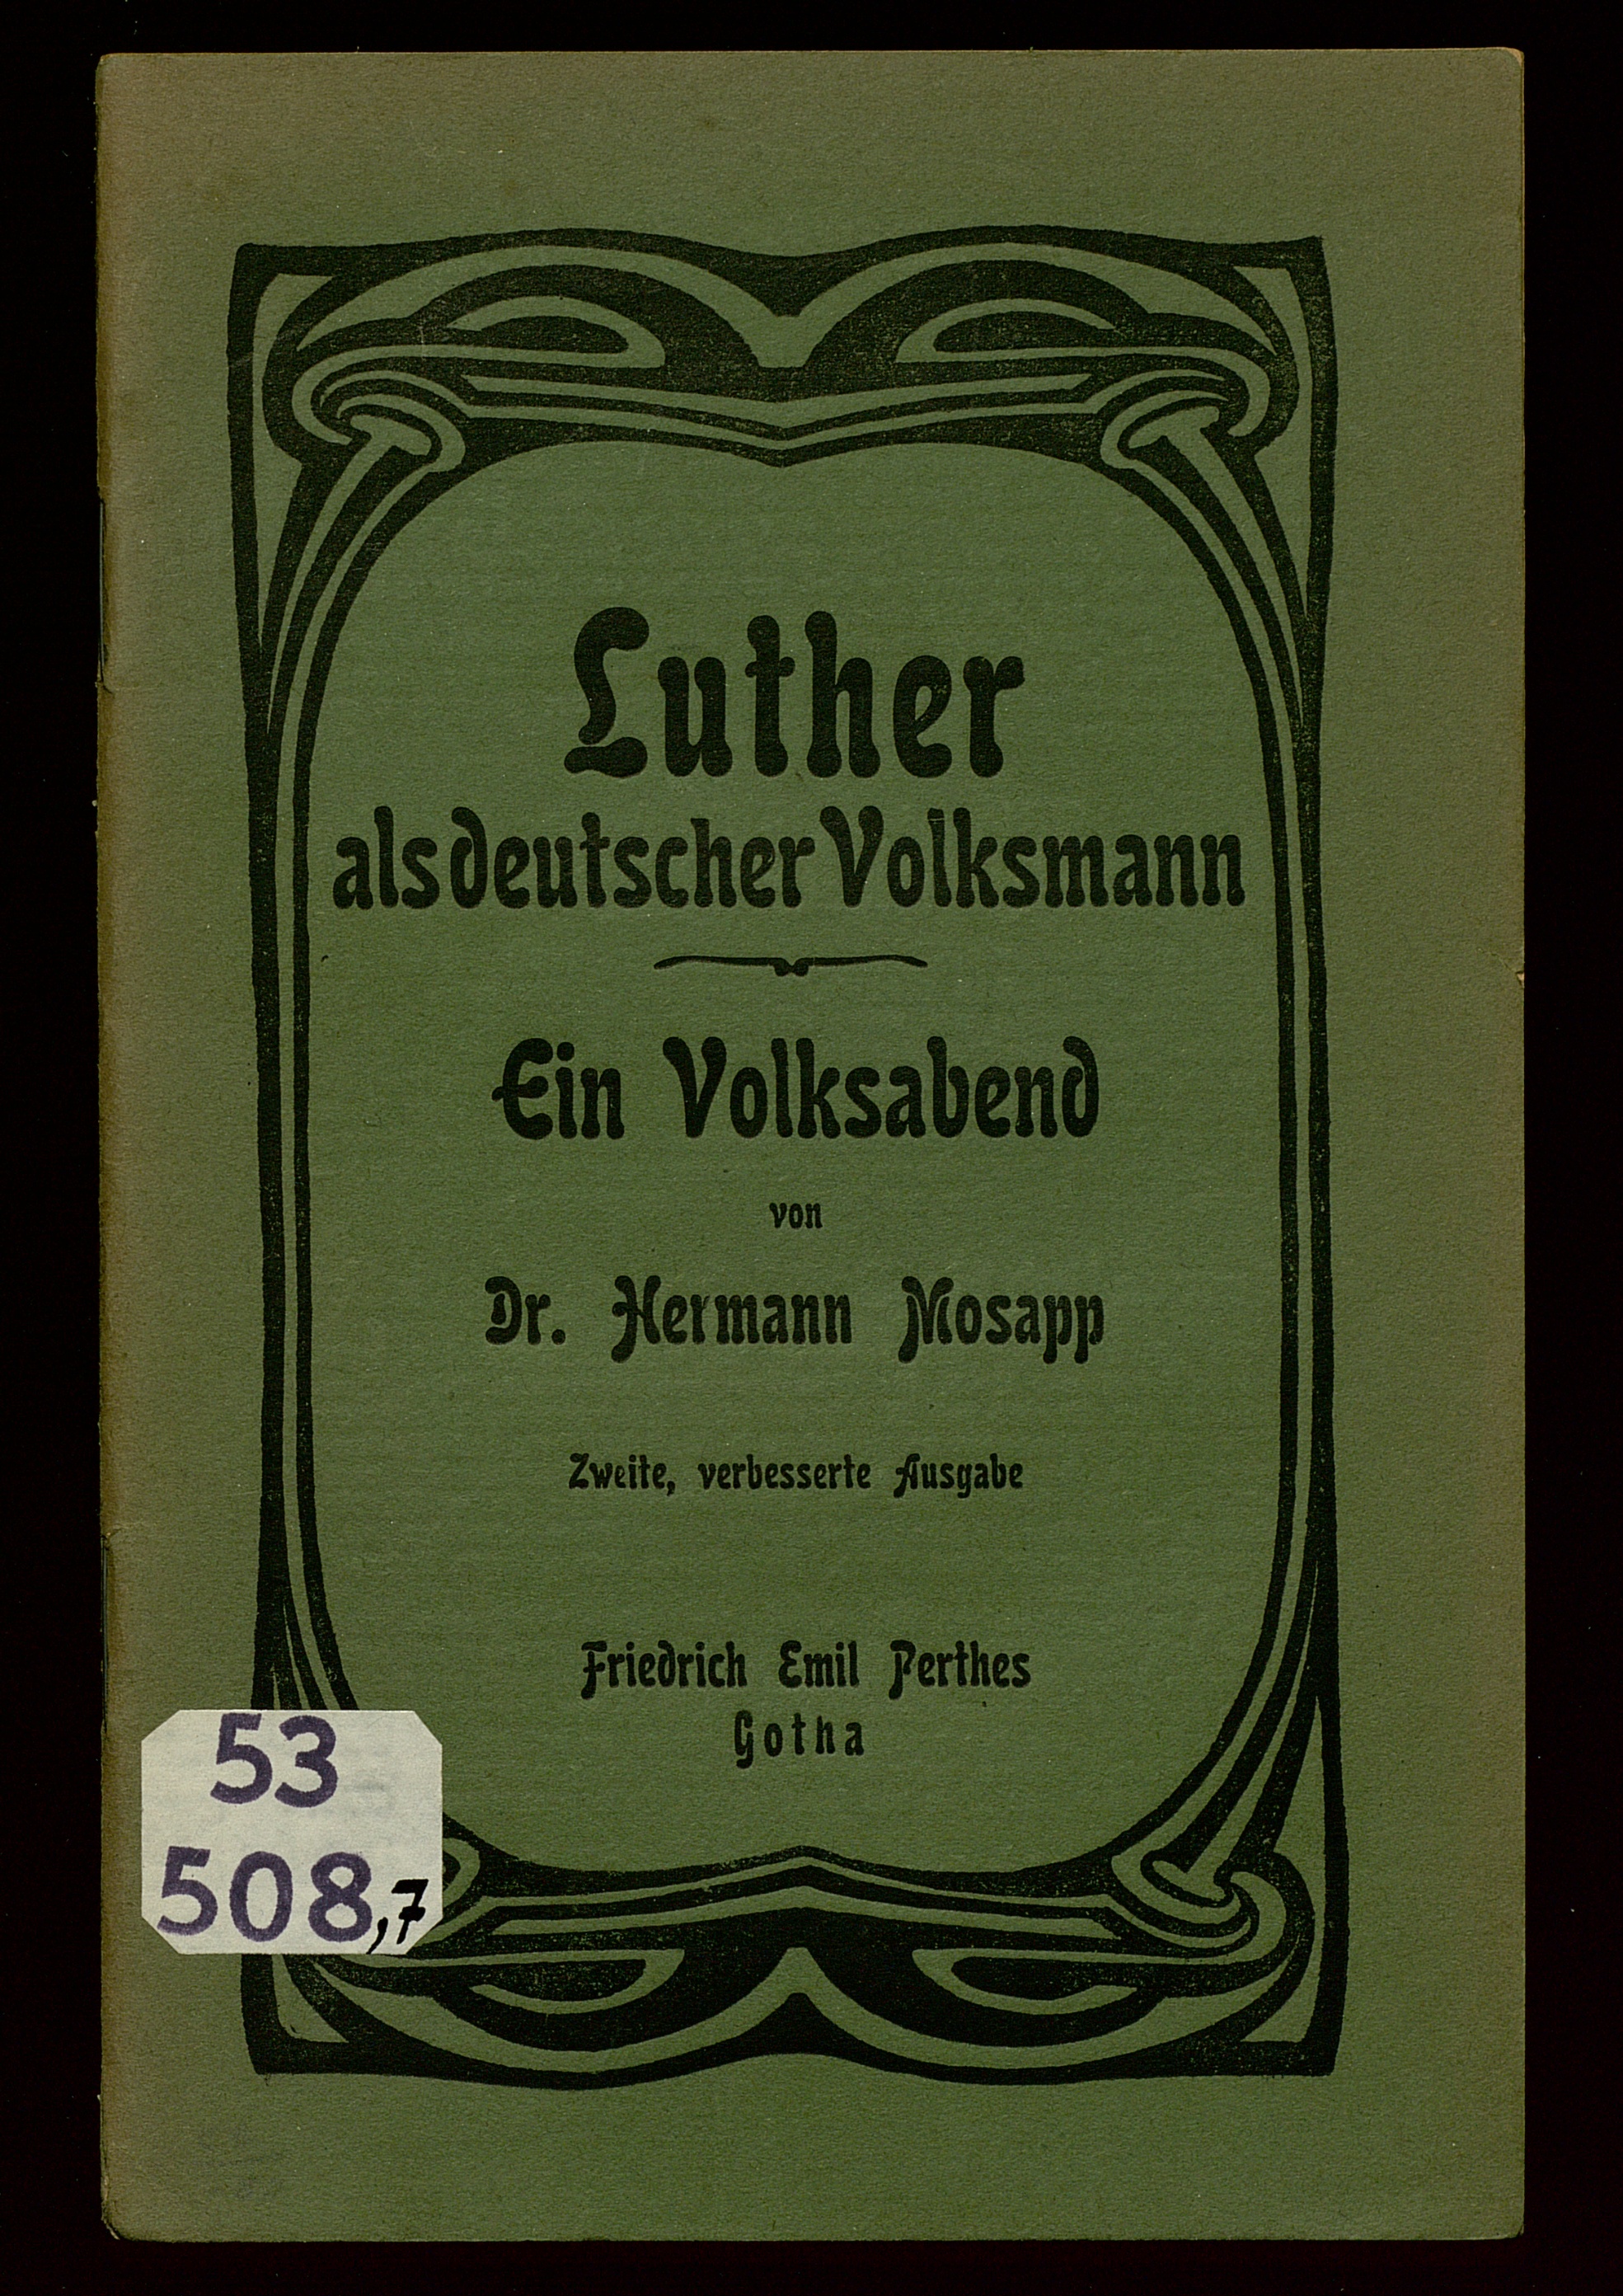 Luther
als deutscher Volksmann
Ein Volksabend
von
Dr. Hermann Mosapp
Zweite, verbesserte Ausgabe
Friedrich Emil Perthes
Gotha
53
508,7